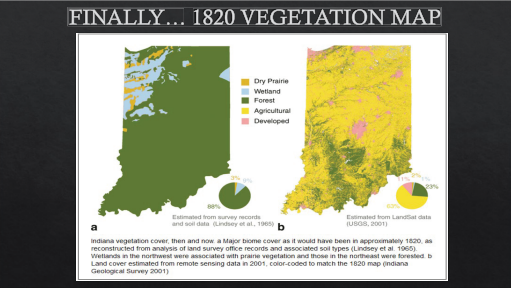 FINALLY… 1820 VEGETATION MAP
Dry Prairie
Wetland
Forest
Agricultural
Developed
3%
88%
Estimated from survey records
and soil data (Lindsey et al., 1965)
a
11%
23%
63%
Estimated from LandSat data
(USGS, 2001)
b
Indiana vegetation cover, then and now. a Major biome cover as it would have been in approximately 1820, as
reconstructed from analysis of land survey office records and associated soil types (Lindsey et al. 1965).
Wetlands in the northwest were associated with prairie vegetation and those in the northeast were forested. b
Land cover estimated from remote sensing data in 2001, color-coded to match the 1820 map (Indiana
Geological Survey 2001)